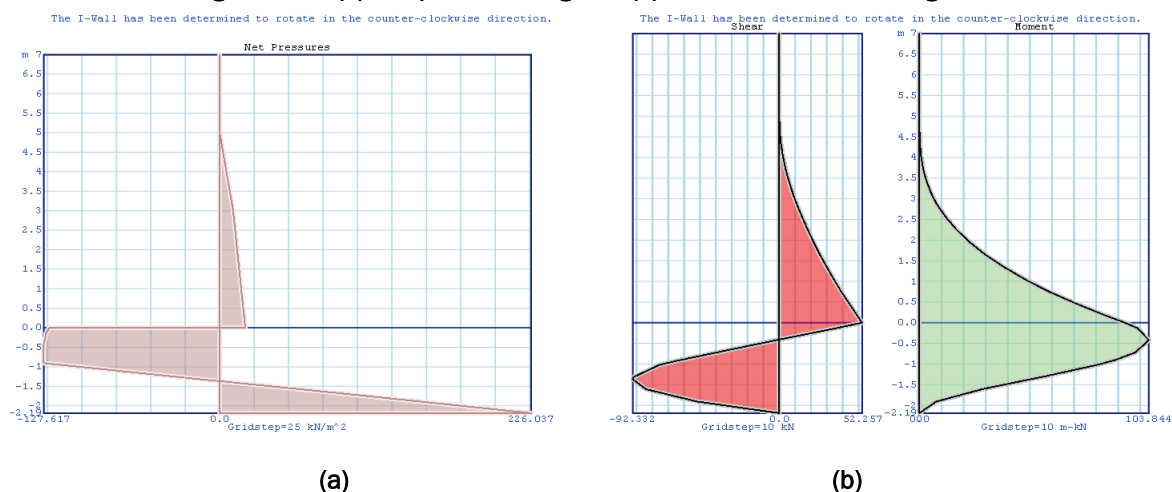 The I-Wall has been determined to rotate in the counter-clockwise direction.
Net Pressures
m 7
6.5
6
5.5
5
4.5
4
3.5
3
2.5
2
1.5
1
0.5
0.0
-0.5
-1
-1.5
-2
-2.19
-127.617 0.0 226.037
Gridstep=25 kN/m^2
(a)
The I-Wall has been determined to rotate in the counter-clockwise direction.
Shear
-92.332 0.0 52.257
Gridstep=10 kN
Moment
m 7
6.5
6
5.5
5
4.5
4
3.5
3
2.5
2
1.5
1
0.5
0.0
-0.5
-1
-1.5
-2
-2.19
103.844
Gridstep=10 m-kN
(b)